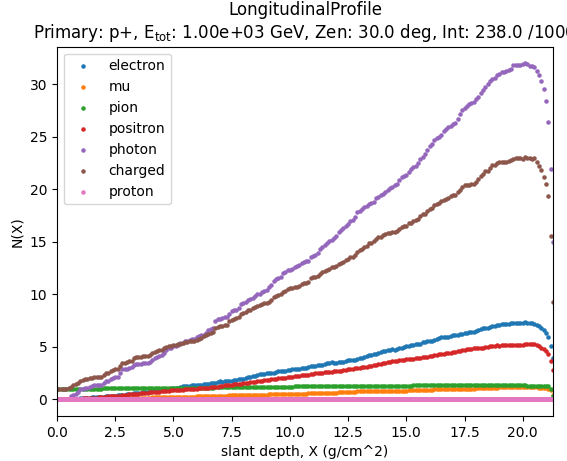 LongitudinalProfile
Primary: p+, E_tot: 1.00e+03 GeV, Zen: 30.0 deg, Int: 238.0 /1000
electron
mu
pion
positron
photon
charged
proton
N(X)
30
25
20
15
10
5
0
0.0 2.5 5.0 7.5 10.0 12.5 15.0 17.5 20.0
slant depth, X (g/cm^2)